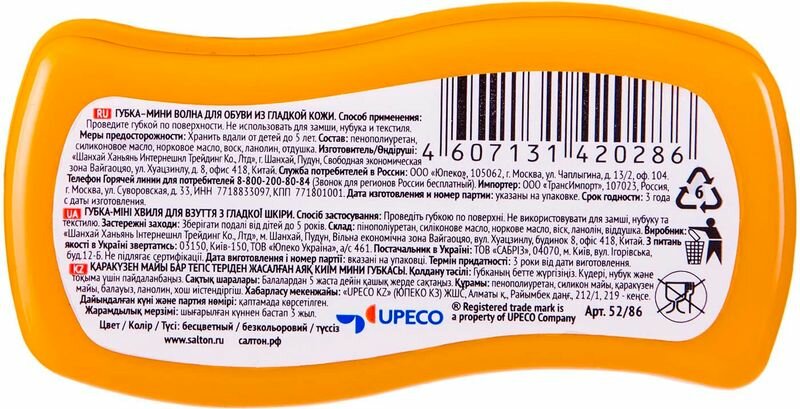 RU ГУБКА-МИНИ ВОЛНА ДЛЯ ОБУВИ ИЗ ГЛАДКОЙ КОЖИ. Способ применения:
Проведите губкой по поверхности. Не использовать для замши, нубука и текстиля.
Меры предосторожности: Хранить вдали от детей до 5 лет. Состав: пенополиуретан,
силиконовое масло, норковое масло, воск, ланолин, отдушка. Изготовитель/Өндіруші:
«Шанхай Ханьянь Интернешнл Трейдинг Ко., Лтд», г. Шанхай, Пудун, Свободная экономическая
зона Вайгаоцяо, ул. Хуацзинлу, д. 8, офис 418, Китай. Служба потребителей в России: ООО «Юпеко», 105062, г. Москва, ул. Чаплыгина, д. 13/2, оф. 104.
Телефон Горячей линии для потребителей 8-800-200-80-84 (Звонок для регионов России бесплатный). Импортер: ООО «ТрансИмпорт», 107023, Россия,
г. Москва, ул. Суворовская, д. 33, ИНН 7718833097, КПП 771801001. Дата изготовления и номер партии: указаны на упаковке. Срок годности: 3 года
с даты изготовления.
4 607131 420286
6
UA ГУБКА-МІНІ ХВИЛЯ ДЛЯ ВЗУТТЯ З ГЛАДКОЇ ШКІРИ. Спосіб застосування: Проведіть губкою по поверхні. Не використовувати для замші, нубуку та
текстилю. Застережні заходи: Зберігати подалі від дітей до 5 років. Склад: пінополіуретан, силіконове масло, норкове масло, віск, ланолін, віддушка. Виробник:
«Шанхай Ханьянь Интернешнл Трейдинг Ко., Лтд», м. Шанхай, Пудун, Вільна економічна зона Вайгаоцяо, вул. Хуацзинлу, будинок 8, офис 418, Китай. З питань
якості в Україні звертатись: 03150, Київ-150, ТОВ «Юпеко Україна», а/с 461. Постачальник в Україні: ТОВ «САБРІЗ», 04070, м. Київ, вул. Ігорівська,
буд.12-б. Не підлягає сертифікації. Дата виготовлення і номер партії: вказані на упаковці. Термін придатності: 3 роки від дати виготовлення.
KZ ҚАРАКҮЗЕН МАЙЫ БАР ТЕГІС ТЕРІДЕН ЖАСАЛҒАН АЯҚ КИІМ МИНИ ГУБКАСЫ. Қолдану тәсілі: Губканың бетте жүргізіңіз. Күдері, нубук және
тоқыма үшін пайдаланбаңыз. Сақтық шаралары: балалардан 5 жаста дейін қашық жерде сақтаңыз. Құрамы: пенополиуретан, силикон майы, қаракүзен
майы, балауыз, ланолин, хош иістендіргіш. Хабарласу мекенжайы: «UPECO KZ» (ЮПЕКО КЗ) ЖШС, Алматы қ., Райымбек даңғ., 212/1, 219 - кеңсе.
Дайындалған күні және партия нөмірі: қаптамада көрсетілген.
Жарамдылық мерзімі: шығарылған күннен бастап 3 жыл.
Цвет / Колір / Түсі: бесцветный / безкольоровий / түссіз
www.salton.ru салтон.рф
UPECO
® Registered trade mark is
a property of UPECO Company
Арт. 52/86